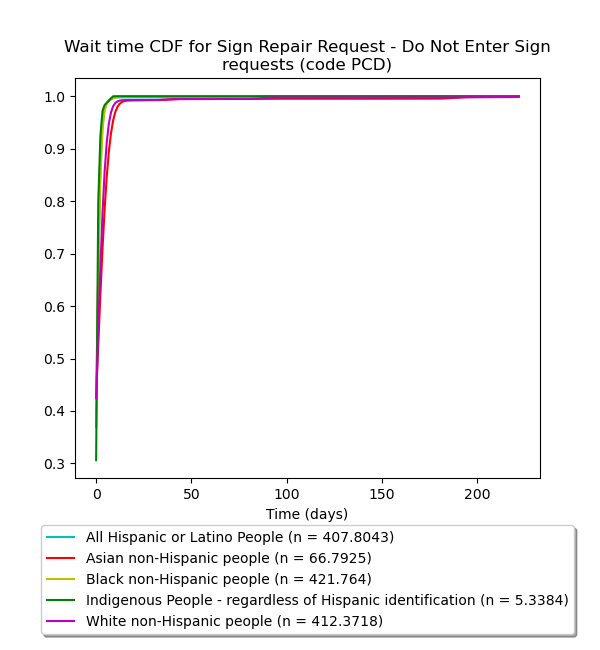 Wait time CDF for Sign Repair Request - Do Not Enter Sign
requests (code PCD)
1.0
0.9
0.8
0.7
0.6
0.5
0.4
0.3
0
50
100
150
200
Time (days)
All Hispanic or Latino People (n = 407.8043)
Asian non-Hispanic people (n = 66.7925)
Black non-Hispanic people (n = 421.764)
Indigenous People - regardless of Hispanic identification (n = 5.3384)
White non-Hispanic people (n = 412.3718)